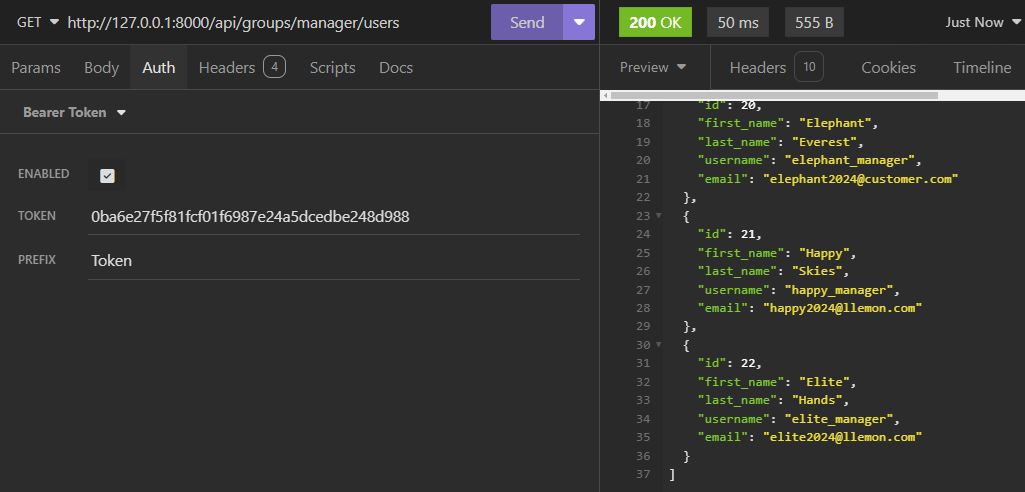 GET http://127.0.0.1:8000/api/groups/manager/users Send
Params Body Auth Headers 4 Scripts Docs
Bearer Token
ENABLED
TOKEN 0ba6e27f5f81fcf01f6987e24a5dcedbe248d988
PREFIX Token
200 OK 50 ms 555 B Just Now
Preview Headers 10 Cookies Timeline
17 "id": 20,
18 "first_name": "Elephant",
19 "last_name": "Everest",
20 "username": "elephant_manager",
21 "email": "elephant2024@customer.com"
22 },
23 {
24 "id": 21,
25 "first_name": "Happy",
26 "last_name": "Skies",
27 "username": "happy_manager",
28 "email": "happy2024@llemon.com"
29 },
30 {
31 "id": 22,
32 "first_name": "Elite",
33 "last_name": "Hands",
34 "username": "elite_manager",
35 "email": "elite2024@llemon.com"
36 }
37 ]